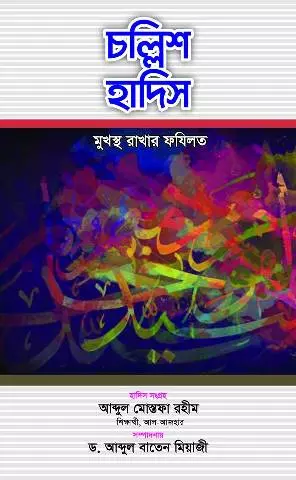 চল্লিশ
হাদিস
মুখস্থ রাখার ফযিলত
হাদিস সংগ্রহ
আব্দুল মোস্তফা রহীম
শিক্ষার্থী, আল আযহার
সম্পাদনায়
ড. আব্দুল বাতেন মিয়াজী